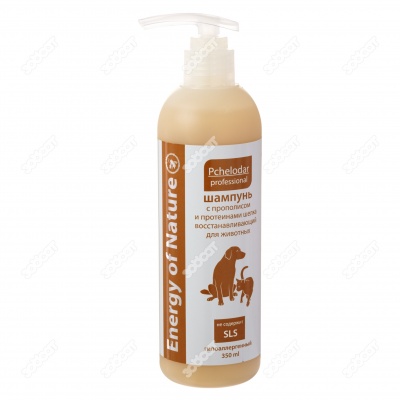 Energy of Nature
Pchelodar
professional
шампунь
с прополисом
и протеинами шелка
восстанавливающий
для животных
не содержит
SLS
гипоаллергенный
350 ml